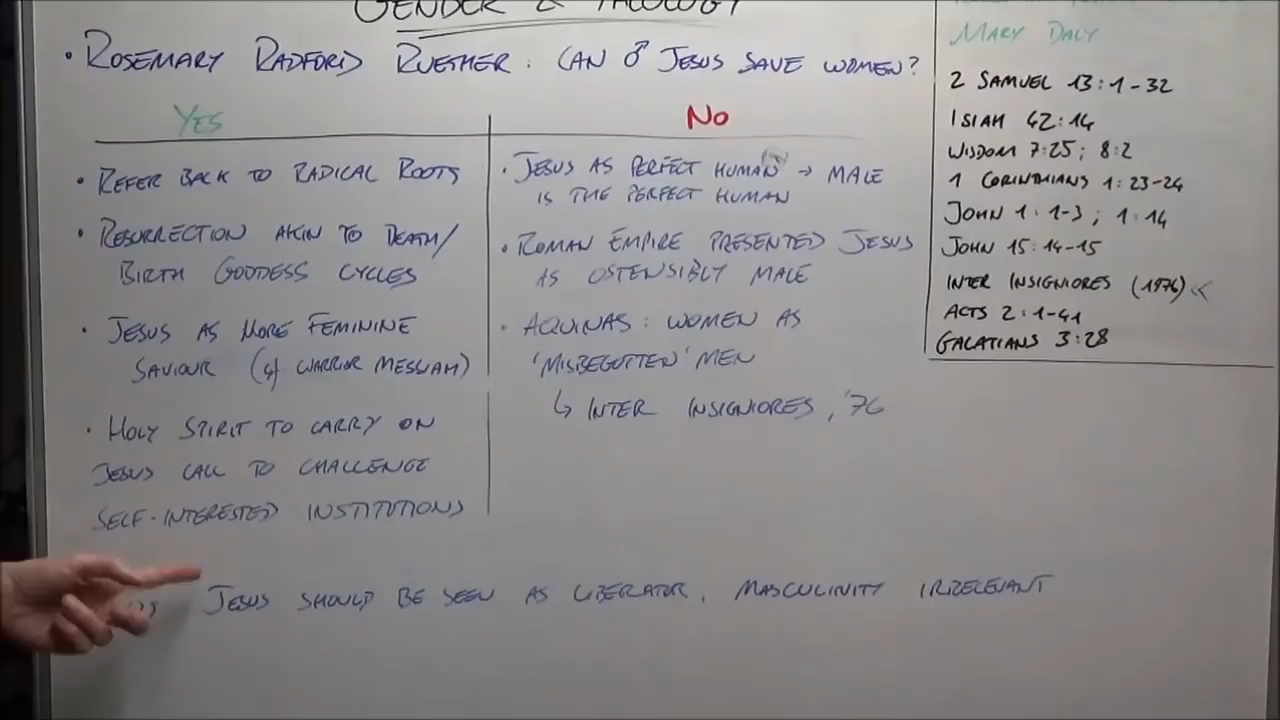 GENDER & THEOLOGY
• ROSEMARY RADFORD RUETHER: CAN ♂ JESUS SAVE WOMEN?
YES
• REFER BACK TO RADICAL ROOTS
• RESURRECTION AKIN TO DEATH/
BIRTH GODDESS CYCLES
• JESUS AS MORE FEMININE
SAVIOUR (cf WARRIOR MESSIAH)
• HOLY SPIRIT TO CARRY ON
JESUS CALL TO CHALLENGE
SELF-INTERESTED INSTITUTIONS
NO
• JESUS AS PERFECT HUMAN → MALE
IS THE PERFECT HUMAN
• ROMAN EMPIRE PRESENTED JESUS
AS OSTENSIBLY MALE
• AQUINAS: WOMEN AS
'MISBEGOTTEN' MEN
↳ INTER INSIGNIORES, '76
JESUS SHOULD BE SEEN AS LIBERATOR, MASCULINITY IRRELEVANT
MARY DALY
2 SAMUEL 13:1-32
ISIAH 42:14
WISDOM 7:25; 8:2
1 CORINTHIANS 1:23-24
JOHN 1:1-3; 1:14
JOHN 15:14-15
INTER INSIGNIORES (1976) <<
ACTS 2:1-41
GALATIANS 3:28